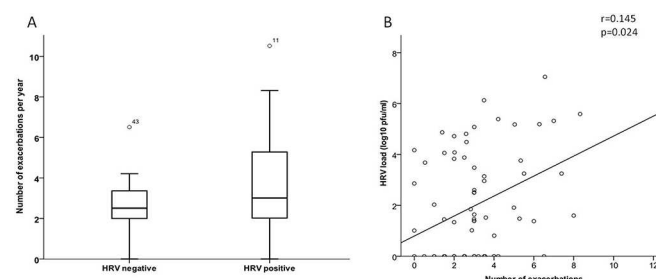 A
Number of exacerbations per year
10
8
6
4
2
0
43
11
HRV negative
HRV positive
B
r=0.145
p=0.024
HRV load (log10 pfu/ml)
8
6
4
2
0
0
2
4
6
8
10
12
Number of exacerbations